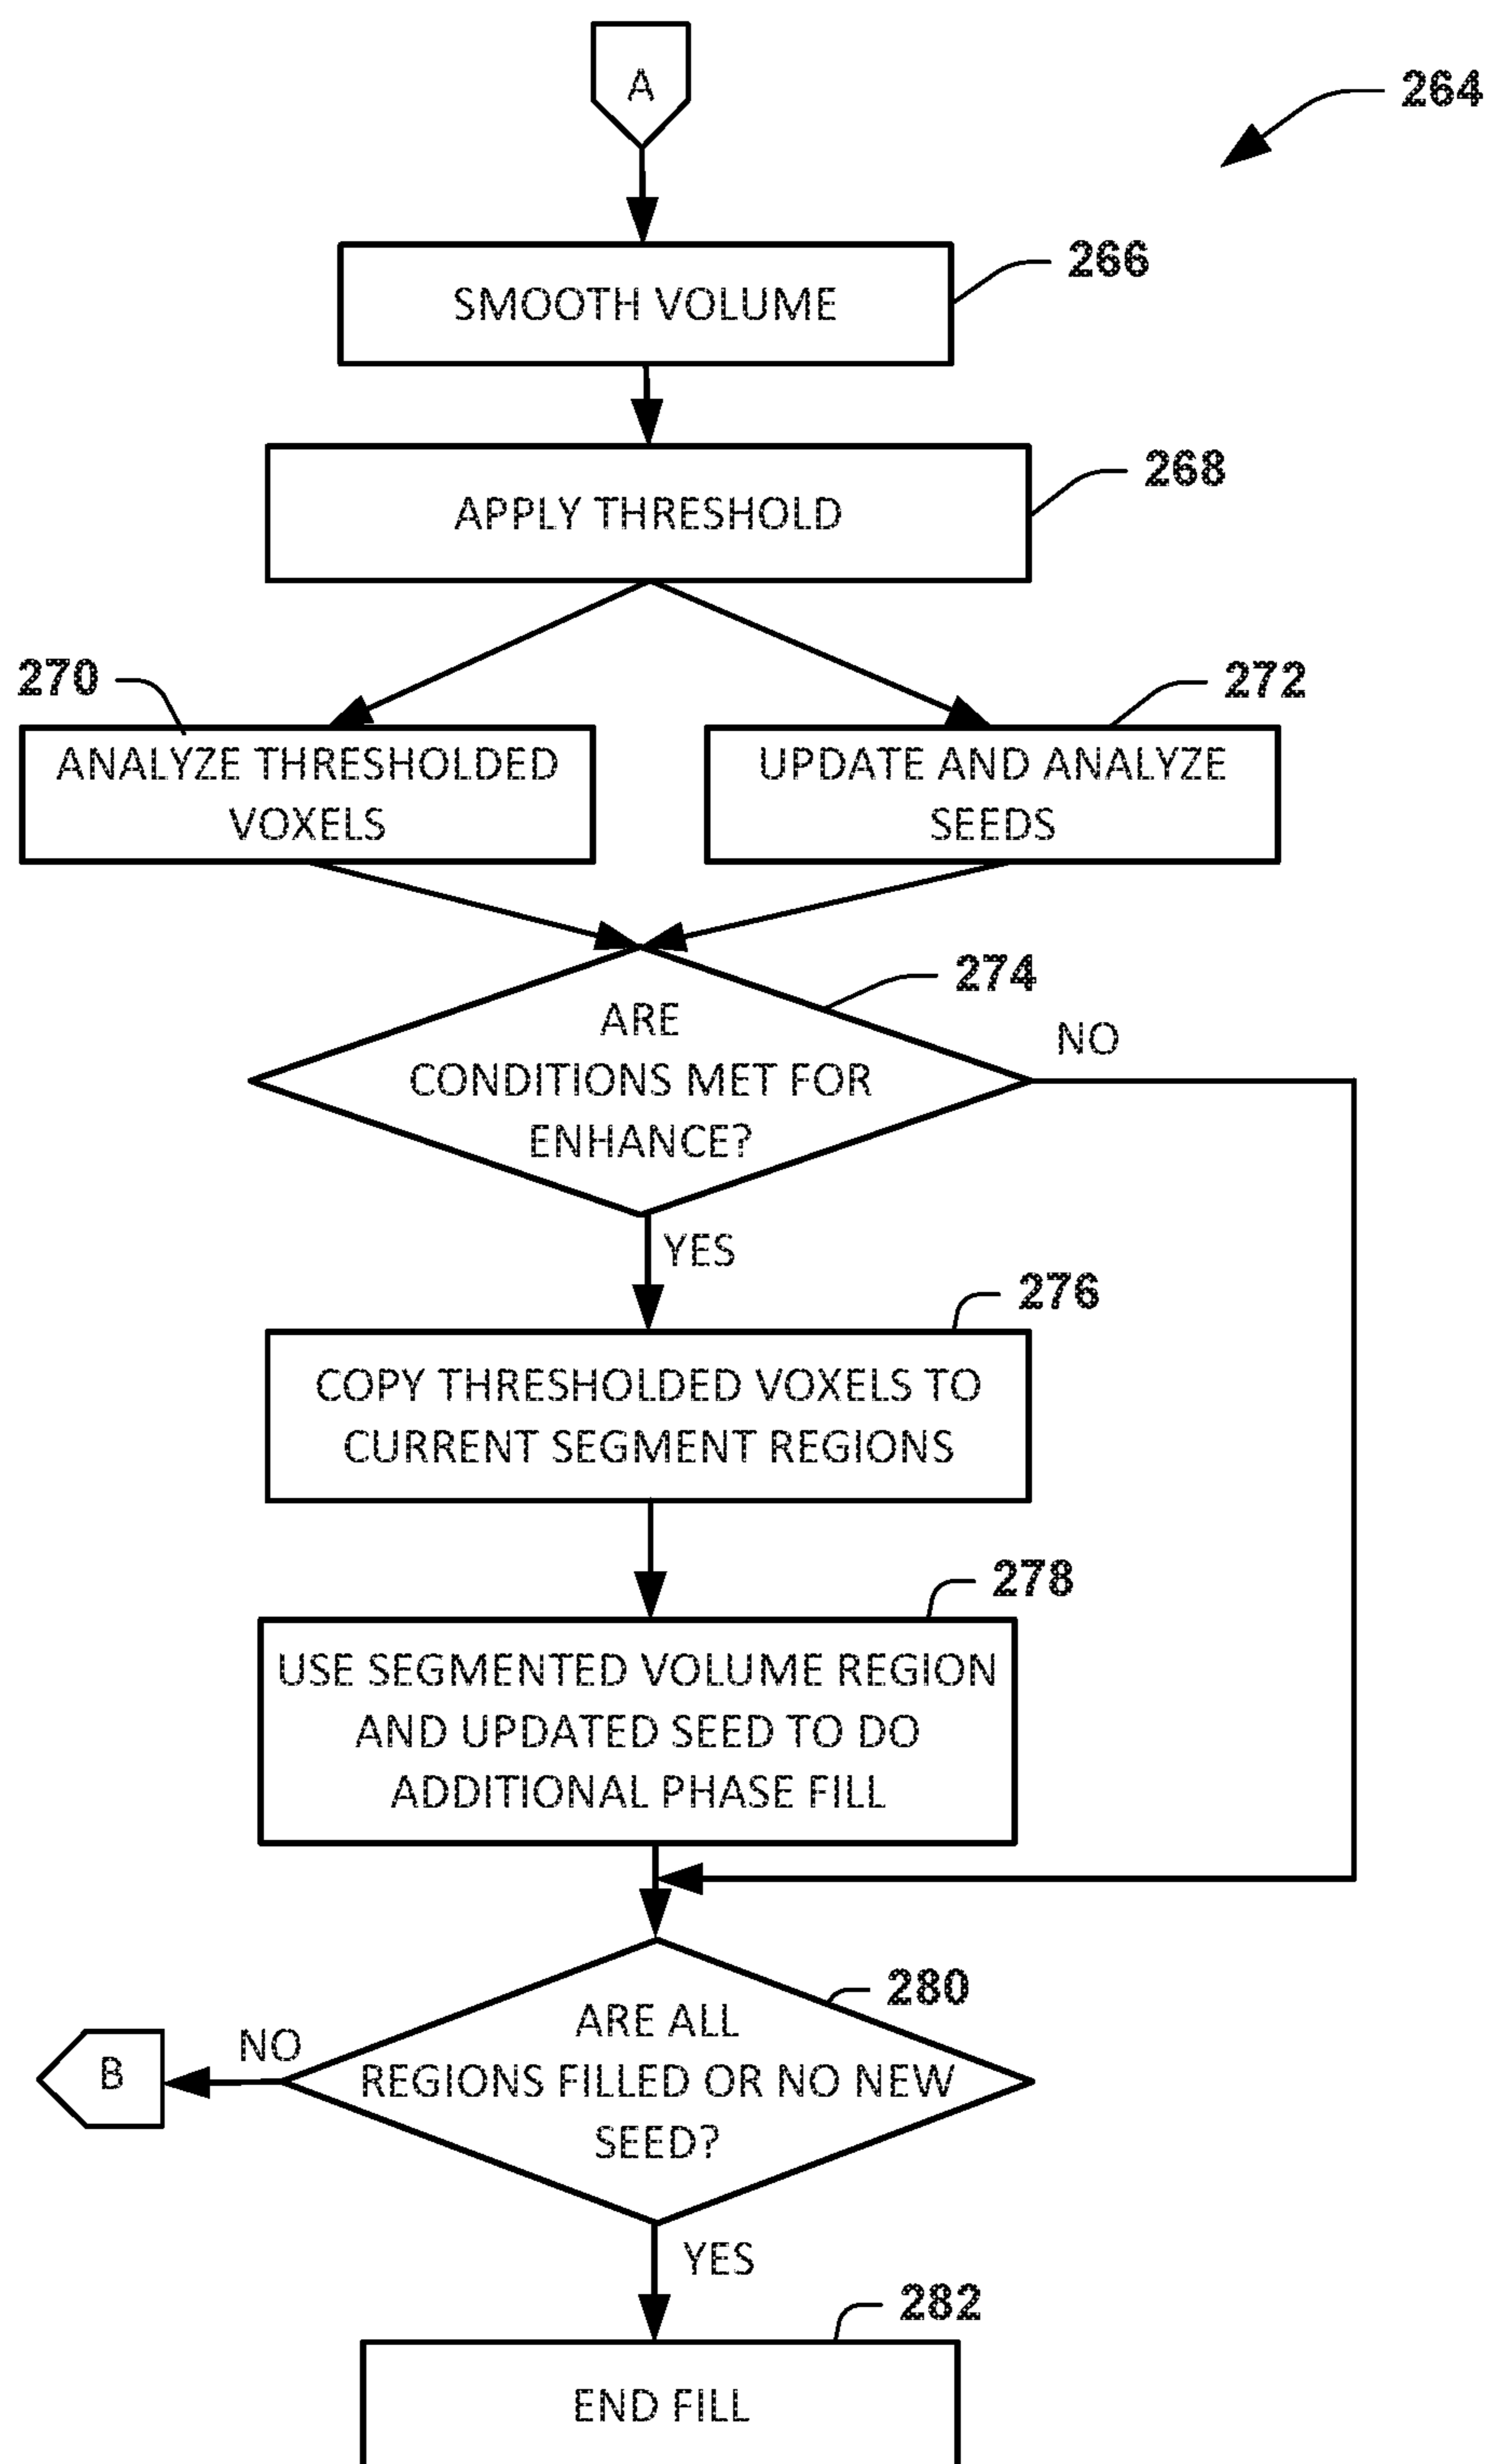 A
264
266
SMOOTH VOLUME
268
APPLY THRESHOLD
270
272
ANALYZE THRESHOLDED
VOXELS
UPDATE AND ANALYZE
SEEDS
274
ARE
CONDITIONS MET FOR
ENHANCE?
NO
YES
276
COPY THRESHOLDED VOXELS TO
CURRENT SEGMENT REGIONS
278
USE SEGMENTED VOLUME REGION
AND UPDATED SEED TO DO
ADDITIONAL PHASE FILL
280
ARE ALL
REGIONS FILLED OR NO NEW
SEED?
NO
B
YES
282
END FILL